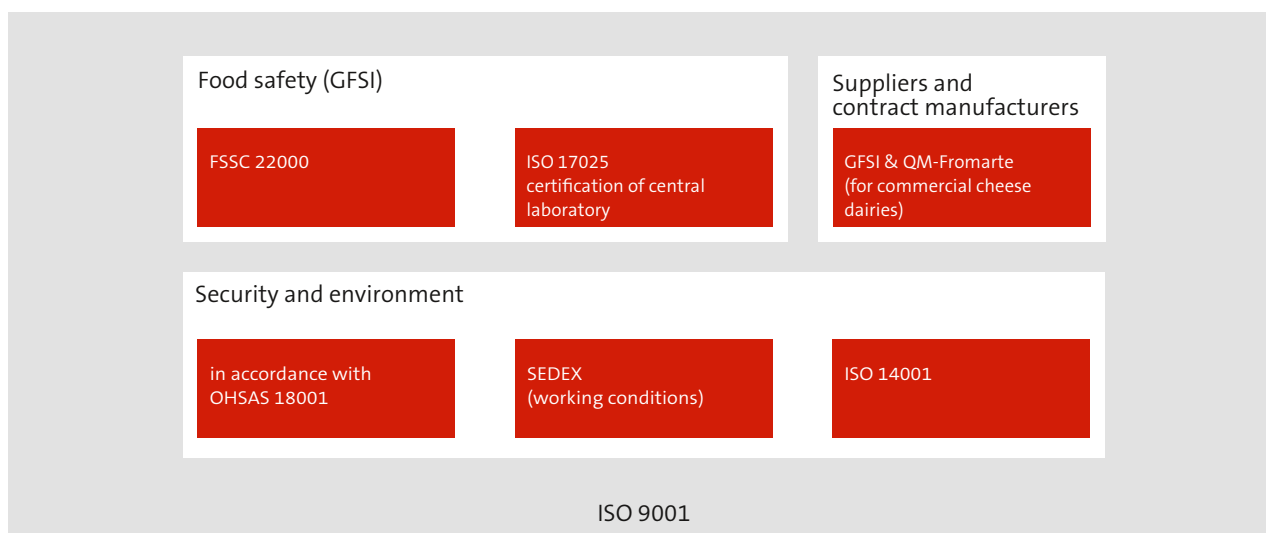 Food safety (GFSI)
FSSC 22000
ISO 17025
certification of central
laboratory
Suppliers and
contract manufacturers
GFSI & QM-Fromarte
(for commercial cheese
dairies)
Security and environment
in accordance with
OHSAS 18001
SEDEX
(working conditions)
ISO 14001
ISO 9001